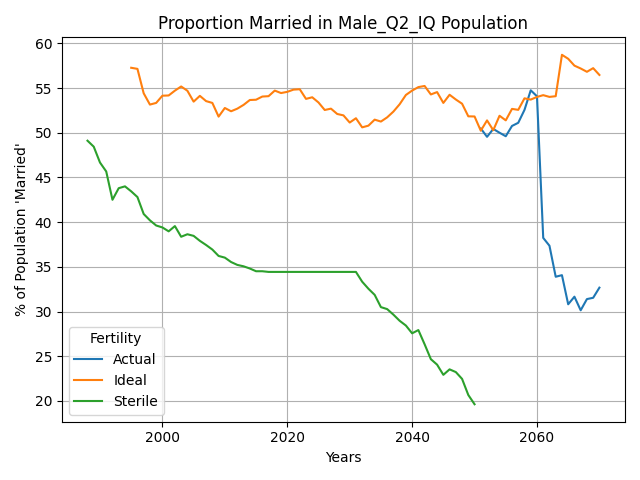 Proportion Married in Male_Q2_IQ Population
% of Population 'Married'
60
55
50
45
40
35
30
25
20
Fertility
Actual
Ideal
Sterile
2000 2020 2040 2060
Years